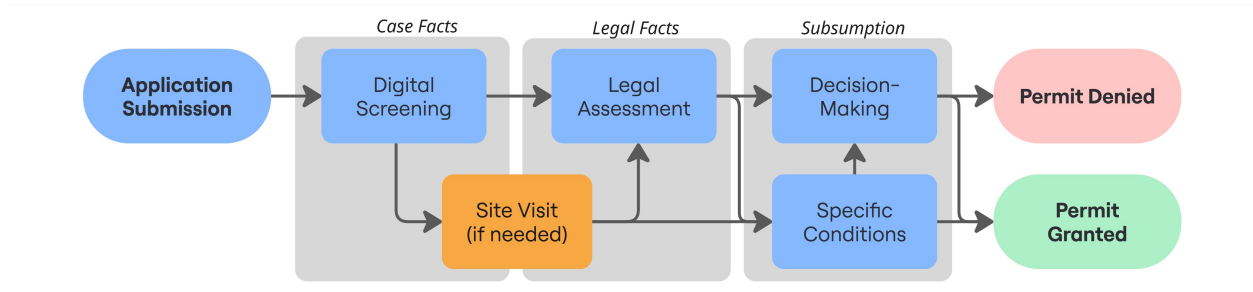 Case Facts
Legal Facts
Subsumption
Application
Submission
Digital
Screening
Legal
Assessment
Decision-
Making
Permit Denied
Site Visit
(if needed)
Specific
Conditions
Permit
Granted